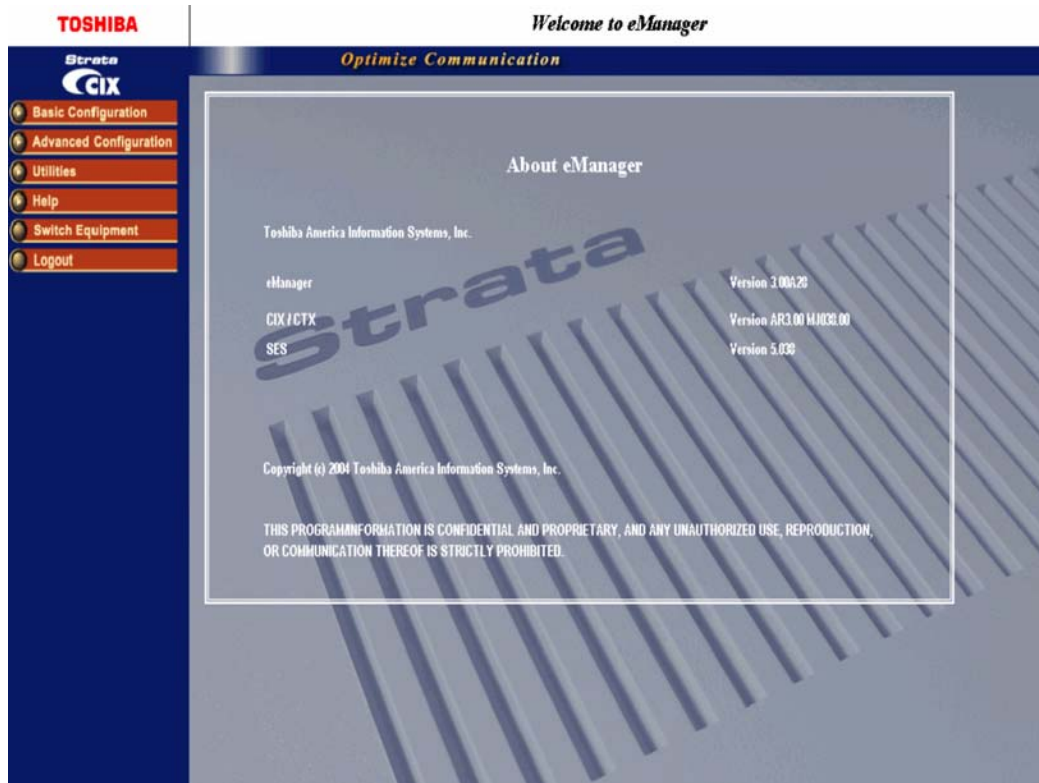 TOSHIBA
Welcome to eManager
Strata
CIX
Optimize Communication
Basic Configuration
Advanced Configuration
Utilities
Help
Switch Equipment
Logout
About eManager
Toshiba America Information Systems, Inc.
eManager Version 3.00A28
CIX / CTX Version AR3.00 MJ038.00
SES Version 5.038
Strata
Copyright (c) 2004 Toshiba America Information Systems, Inc.
THIS PROGRAM/INFORMATION IS CONFIDENTIAL AND PROPRIETARY, AND ANY UNAUTHORIZED USE, REPRODUCTION,
OR COMMUNICATION THEREOF IS STRICTLY PROHIBITED.